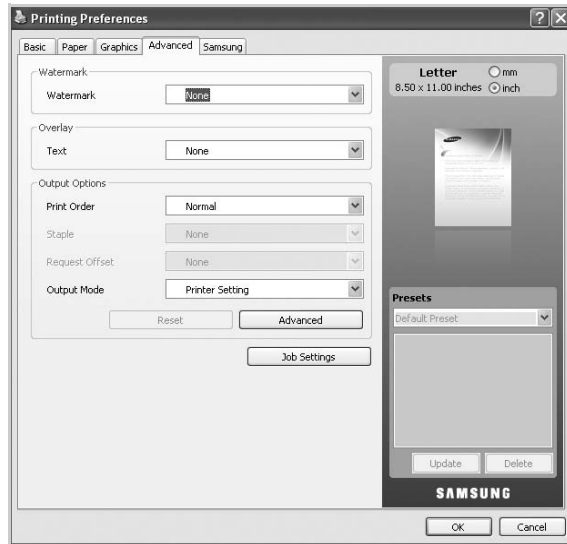 Printing Preferences
Basic Paper Graphics Advanced Samsung
Watermark
Watermark None
Overlay
Text None
Output Options
Print Order Normal
Staple None
Request Offset None
Output Mode Printer Setting
Reset Advanced
Job Settings
Letter mm
8.50 x 11.00 inches inch
Presets
Default Preset
Update Delete
SAMSUNG
OK Cancel